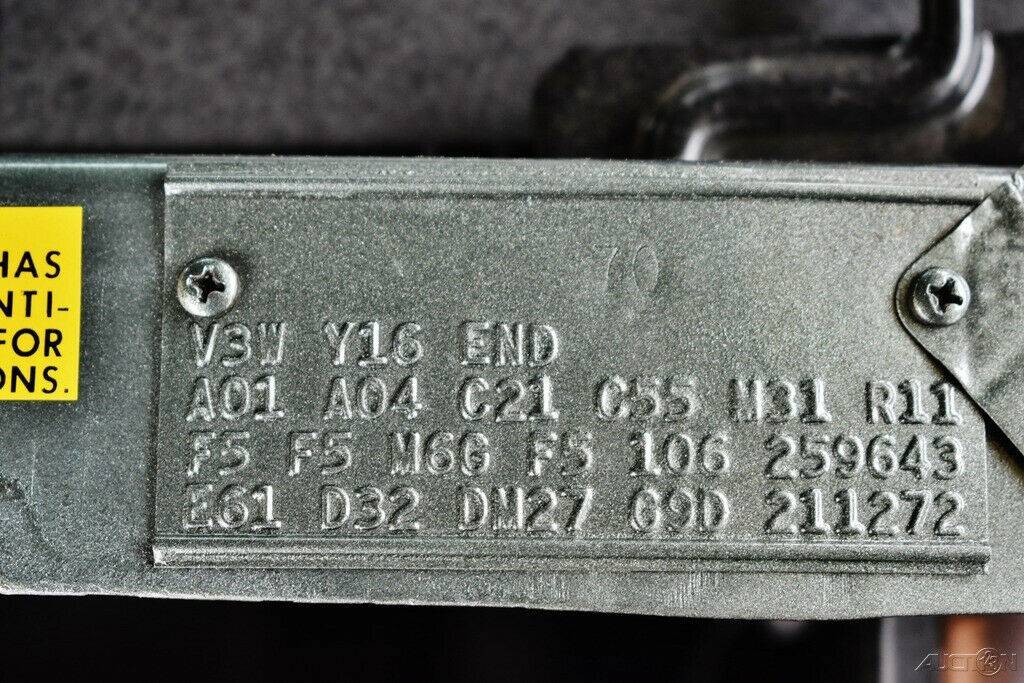 HAS
NTI-
FOR
ONS.
70
V3W Y16 END
A01 A04 C21 C55 M31 R11
F5 F5 M6G F5 106 259643
E61 D32 DM27 G9D 211272
AUCTION